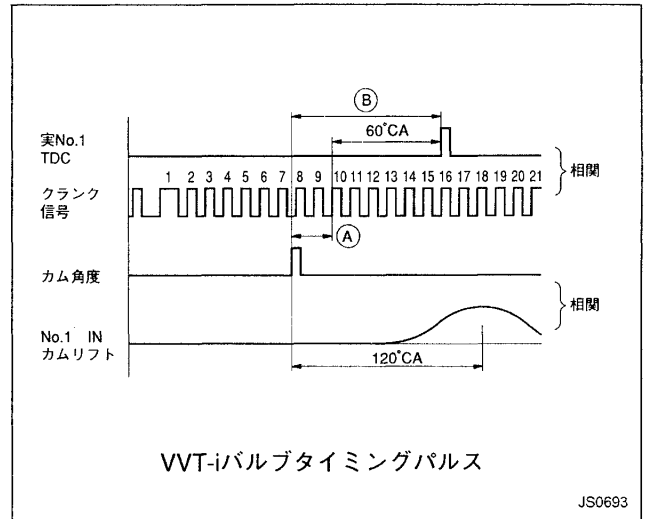 Ⓑ
60°CA
実No.1
TDC
相関
1 2 3 4 5 6 7 8 9 10 11 12 13 14 15 16 17 18 19 20 21
クランク
信号
Ⓐ
カム角度
相関
No.1 IN
カムリフト
120°CA
VVT-iバルブタイミングパルス
JS0693